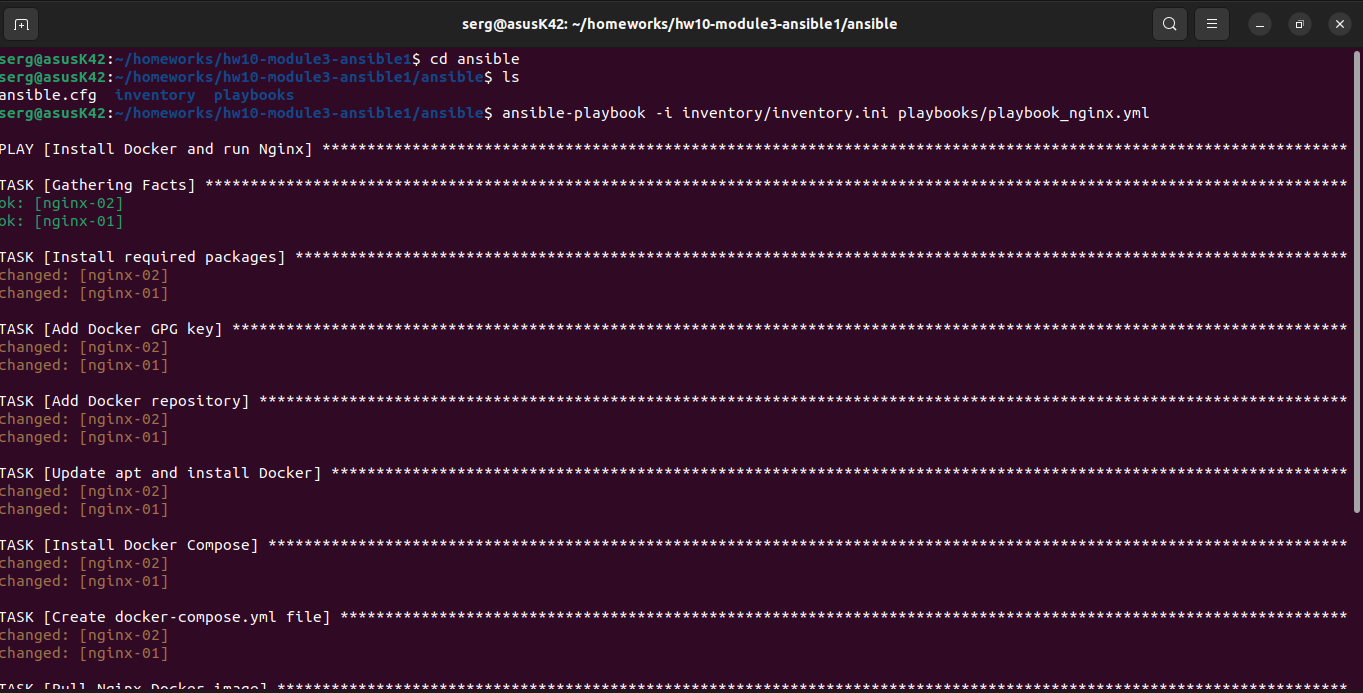 serg@asusK42: ~/homeworks/hw10-module3-ansible1/ansible
serg@asusK42:~/homeworks/hw10-module3-ansible1$ cd ansible
serg@asusK42:~/homeworks/hw10-module3-ansible1/ansible$ ls
ansible.cfg  inventory  playbooks
serg@asusK42:~/homeworks/hw10-module3-ansible1/ansible$ ansible-playbook -i inventory/inventory.ini playbooks/playbook_nginx.yml
PLAY [Install Docker and run Nginx] ******************************************************************************************************************
TASK [Gathering Facts] *******************************************************************************************************************************
ok: [nginx-02]
ok: [nginx-01]
TASK [Install required packages] *********************************************************************************************************************
changed: [nginx-02]
changed: [nginx-01]
TASK [Add Docker GPG key] ****************************************************************************************************************************
changed: [nginx-02]
changed: [nginx-01]
TASK [Add Docker repository] *************************************************************************************************************************
changed: [nginx-02]
changed: [nginx-01]
TASK [Update apt and install Docker] *****************************************************************************************************************
changed: [nginx-02]
changed: [nginx-01]
TASK [Install Docker Compose] ************************************************************************************************************************
changed: [nginx-02]
changed: [nginx-01]
TASK [Create docker-compose.yml file] ****************************************************************************************************************
changed: [nginx-02]
changed: [nginx-01]
TASK [Pull Nginx Docker image] ***********************************************************************************************************************